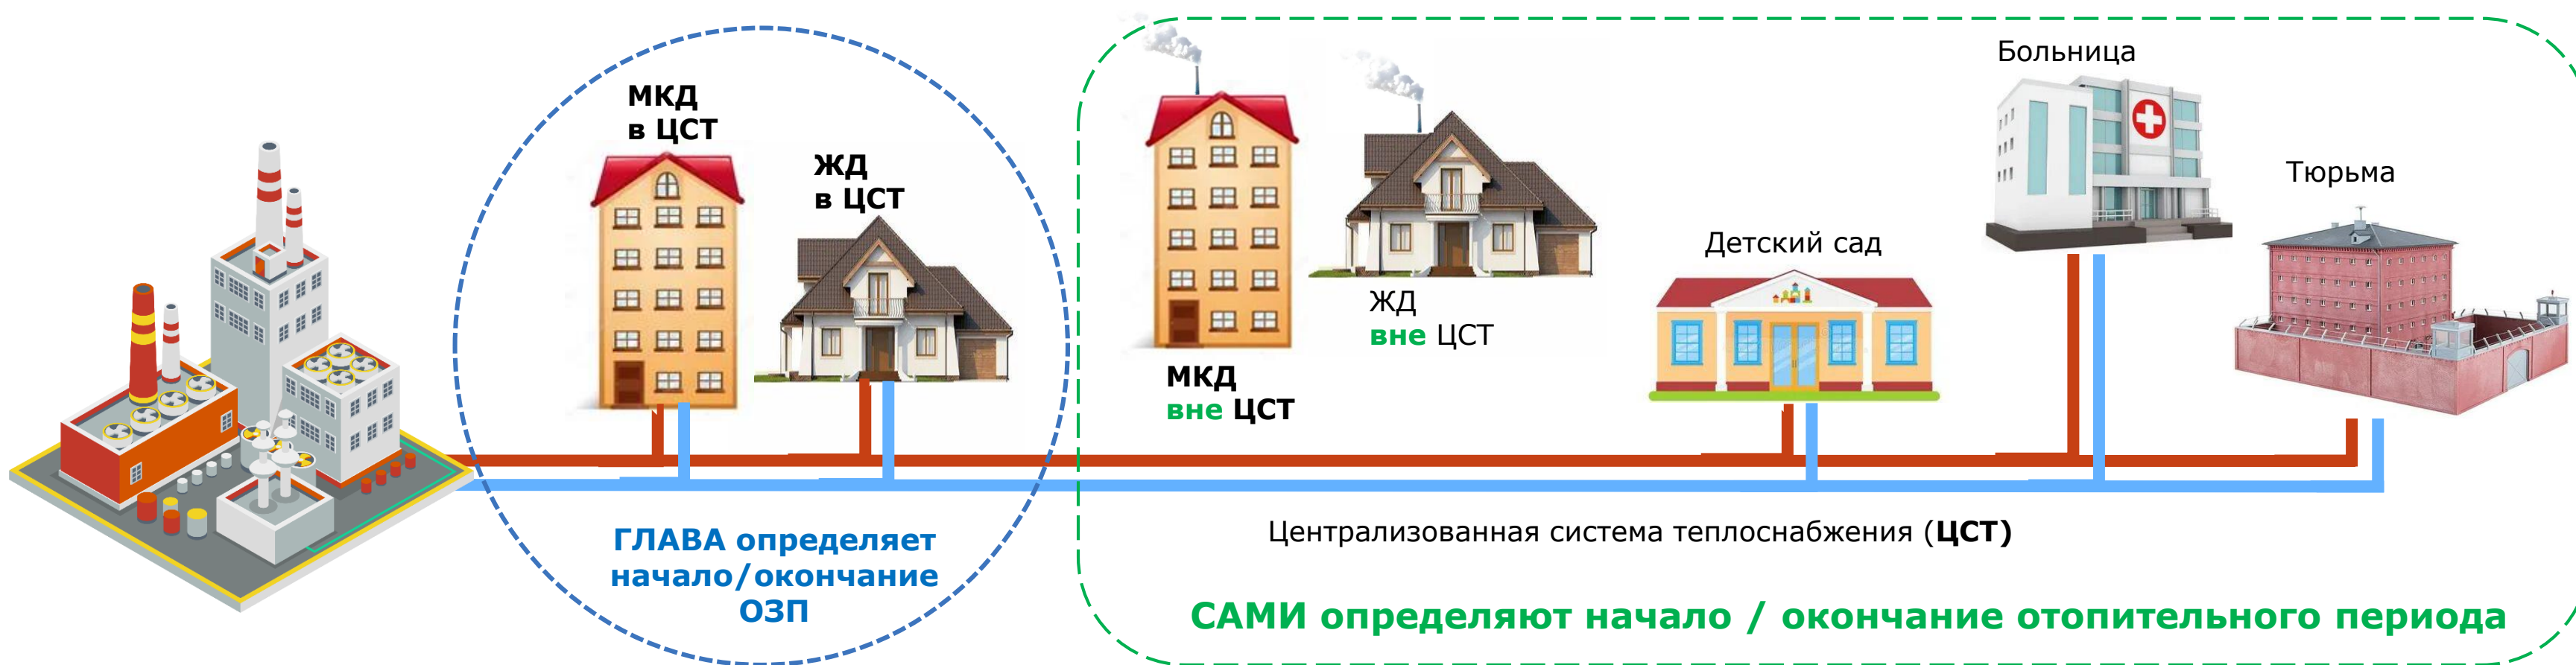 МКД
в ЦСТ
ЖД
в ЦСТ
ГЛАВА определяет
начало/окончание
ОЗП
МКД
вне ЦСТ
ЖД
вне ЦСТ
Детский сад
Больница
Тюрьма
Централизованная система теплоснабжения (ЦСТ)
САМИ определяют начало / окончание отопительного периода